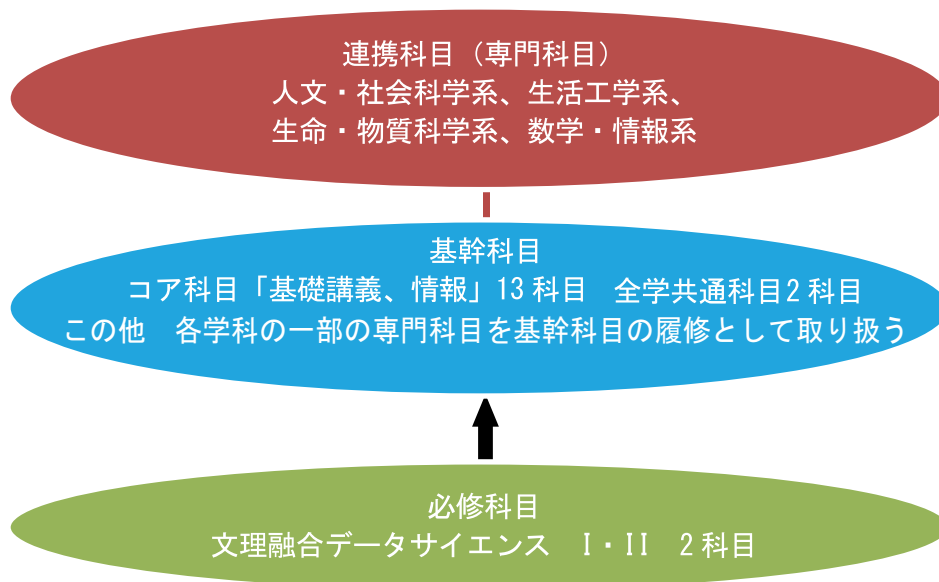 連携科目（専門科目）
人文・社会科学系、生活工学系、
生命・物質科学系、数学・情報系
基幹科目
コア科目「基礎講義、情報」13科目　全学共通科目2科目
この他　各学科の一部の専門科目を基幹科目の履修として取り扱う
必修科目
文理融合データサイエンス　I・II　2科目